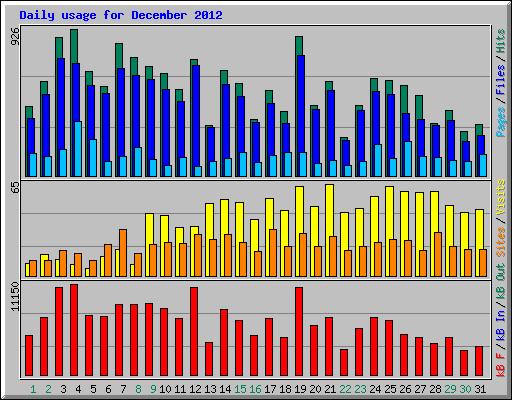 Daily usage for December 2012
926
65
11150
Pages / Files / Hits
Sites / Visits
kB F / kB In / kB Out
1 2 3 4 5 6 7 8 9 10 11 12 13 14 15 16 17 18 19 20 21 22 23 24 25 26 27 28 29 30 31